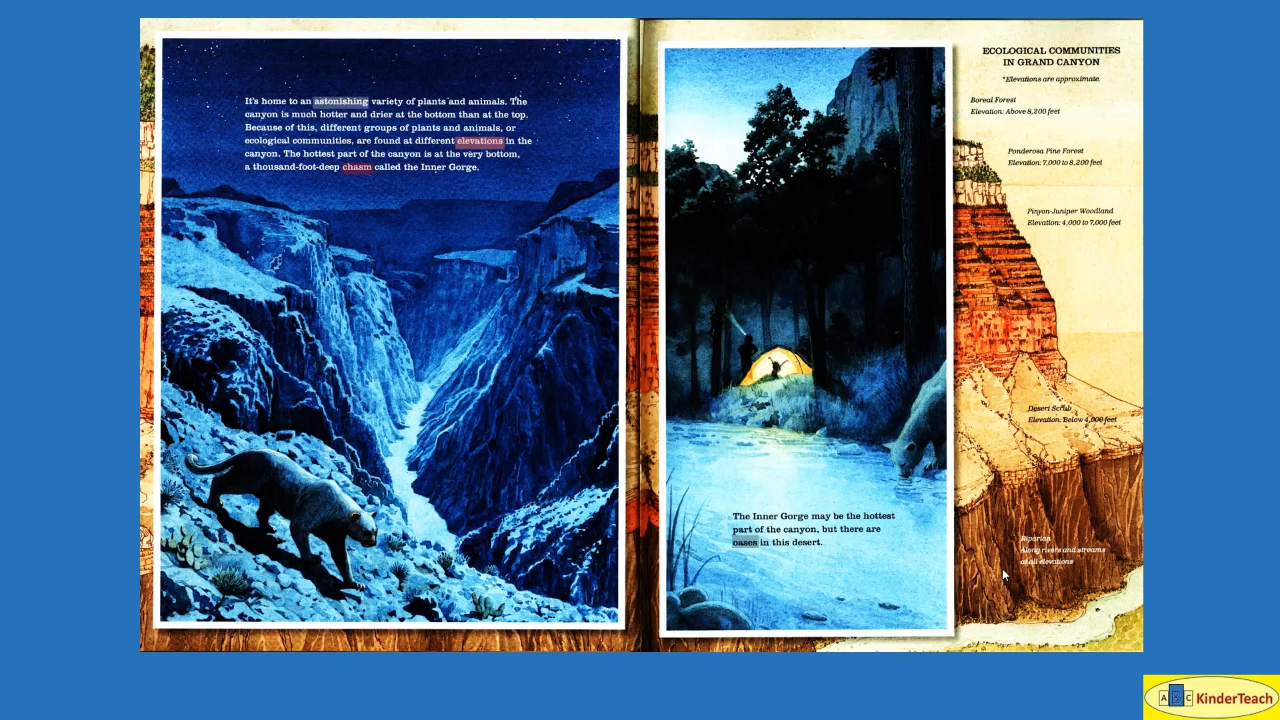 It's home to an astonishing variety of plants and animals. The
canyon is much hotter and drier at the bottom than at the top.
Because of this, different groups of plants and animals, or
ecological communities, are found at different elevations in the
canyon. The hottest part of the canyon is at the very bottom,
a thousand-foot-deep chasm called the Inner Gorge.
The Inner Gorge may be the hottest
part of the canyon, but there are
oases in this desert.
ECOLOGICAL COMMUNITIES
IN GRAND CANYON
*Elevations are approximate.
Boreal Forest
Elevation: Above 8,200 feet
Ponderosa Pine Forest
Elevation: 7,000 to 8,200 feet
Pinyon-Juniper Woodland
Elevation: 4,000 to 7,000 feet
Desert Scrub
Elevation: Below 4,000 feet
Riparian
Along rivers and streams
at all elevations
ABC KinderTeach